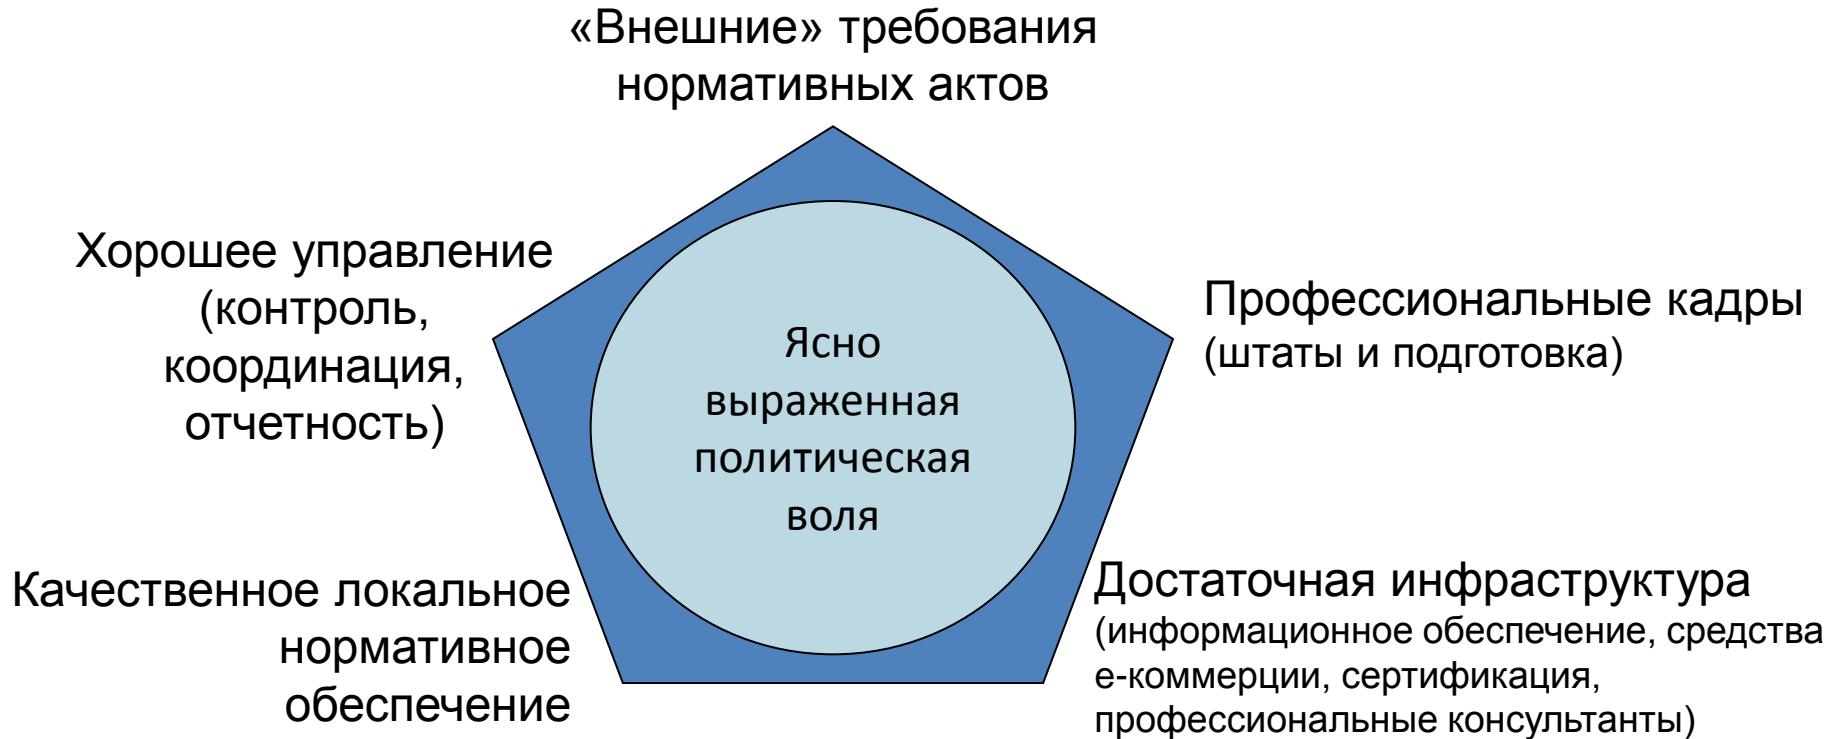 «Внешние» требования
нормативных актов
Хорошее управление
(контроль,
координация,
отчетность)
Ясно
выраженная
политическая
воля
Профессиональные кадры
(штаты и подготовка)
Качественное локальное
нормативное
обеспечение
Достаточная инфраструктура
(информационное обеспечение, средства
е-коммерции, сертификация,
профессиональные консультанты)